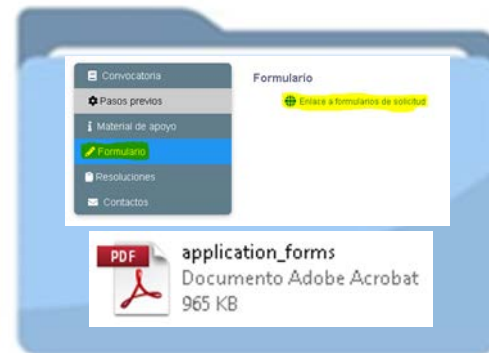 Convocatoria
Pasos previos
Material de apoyo
Formulario
Resoluciones
Contactos
Formulario
Enlace a formularios de solicitud
PDF
application_forms
Documento Adobe Acrobat
965 KB